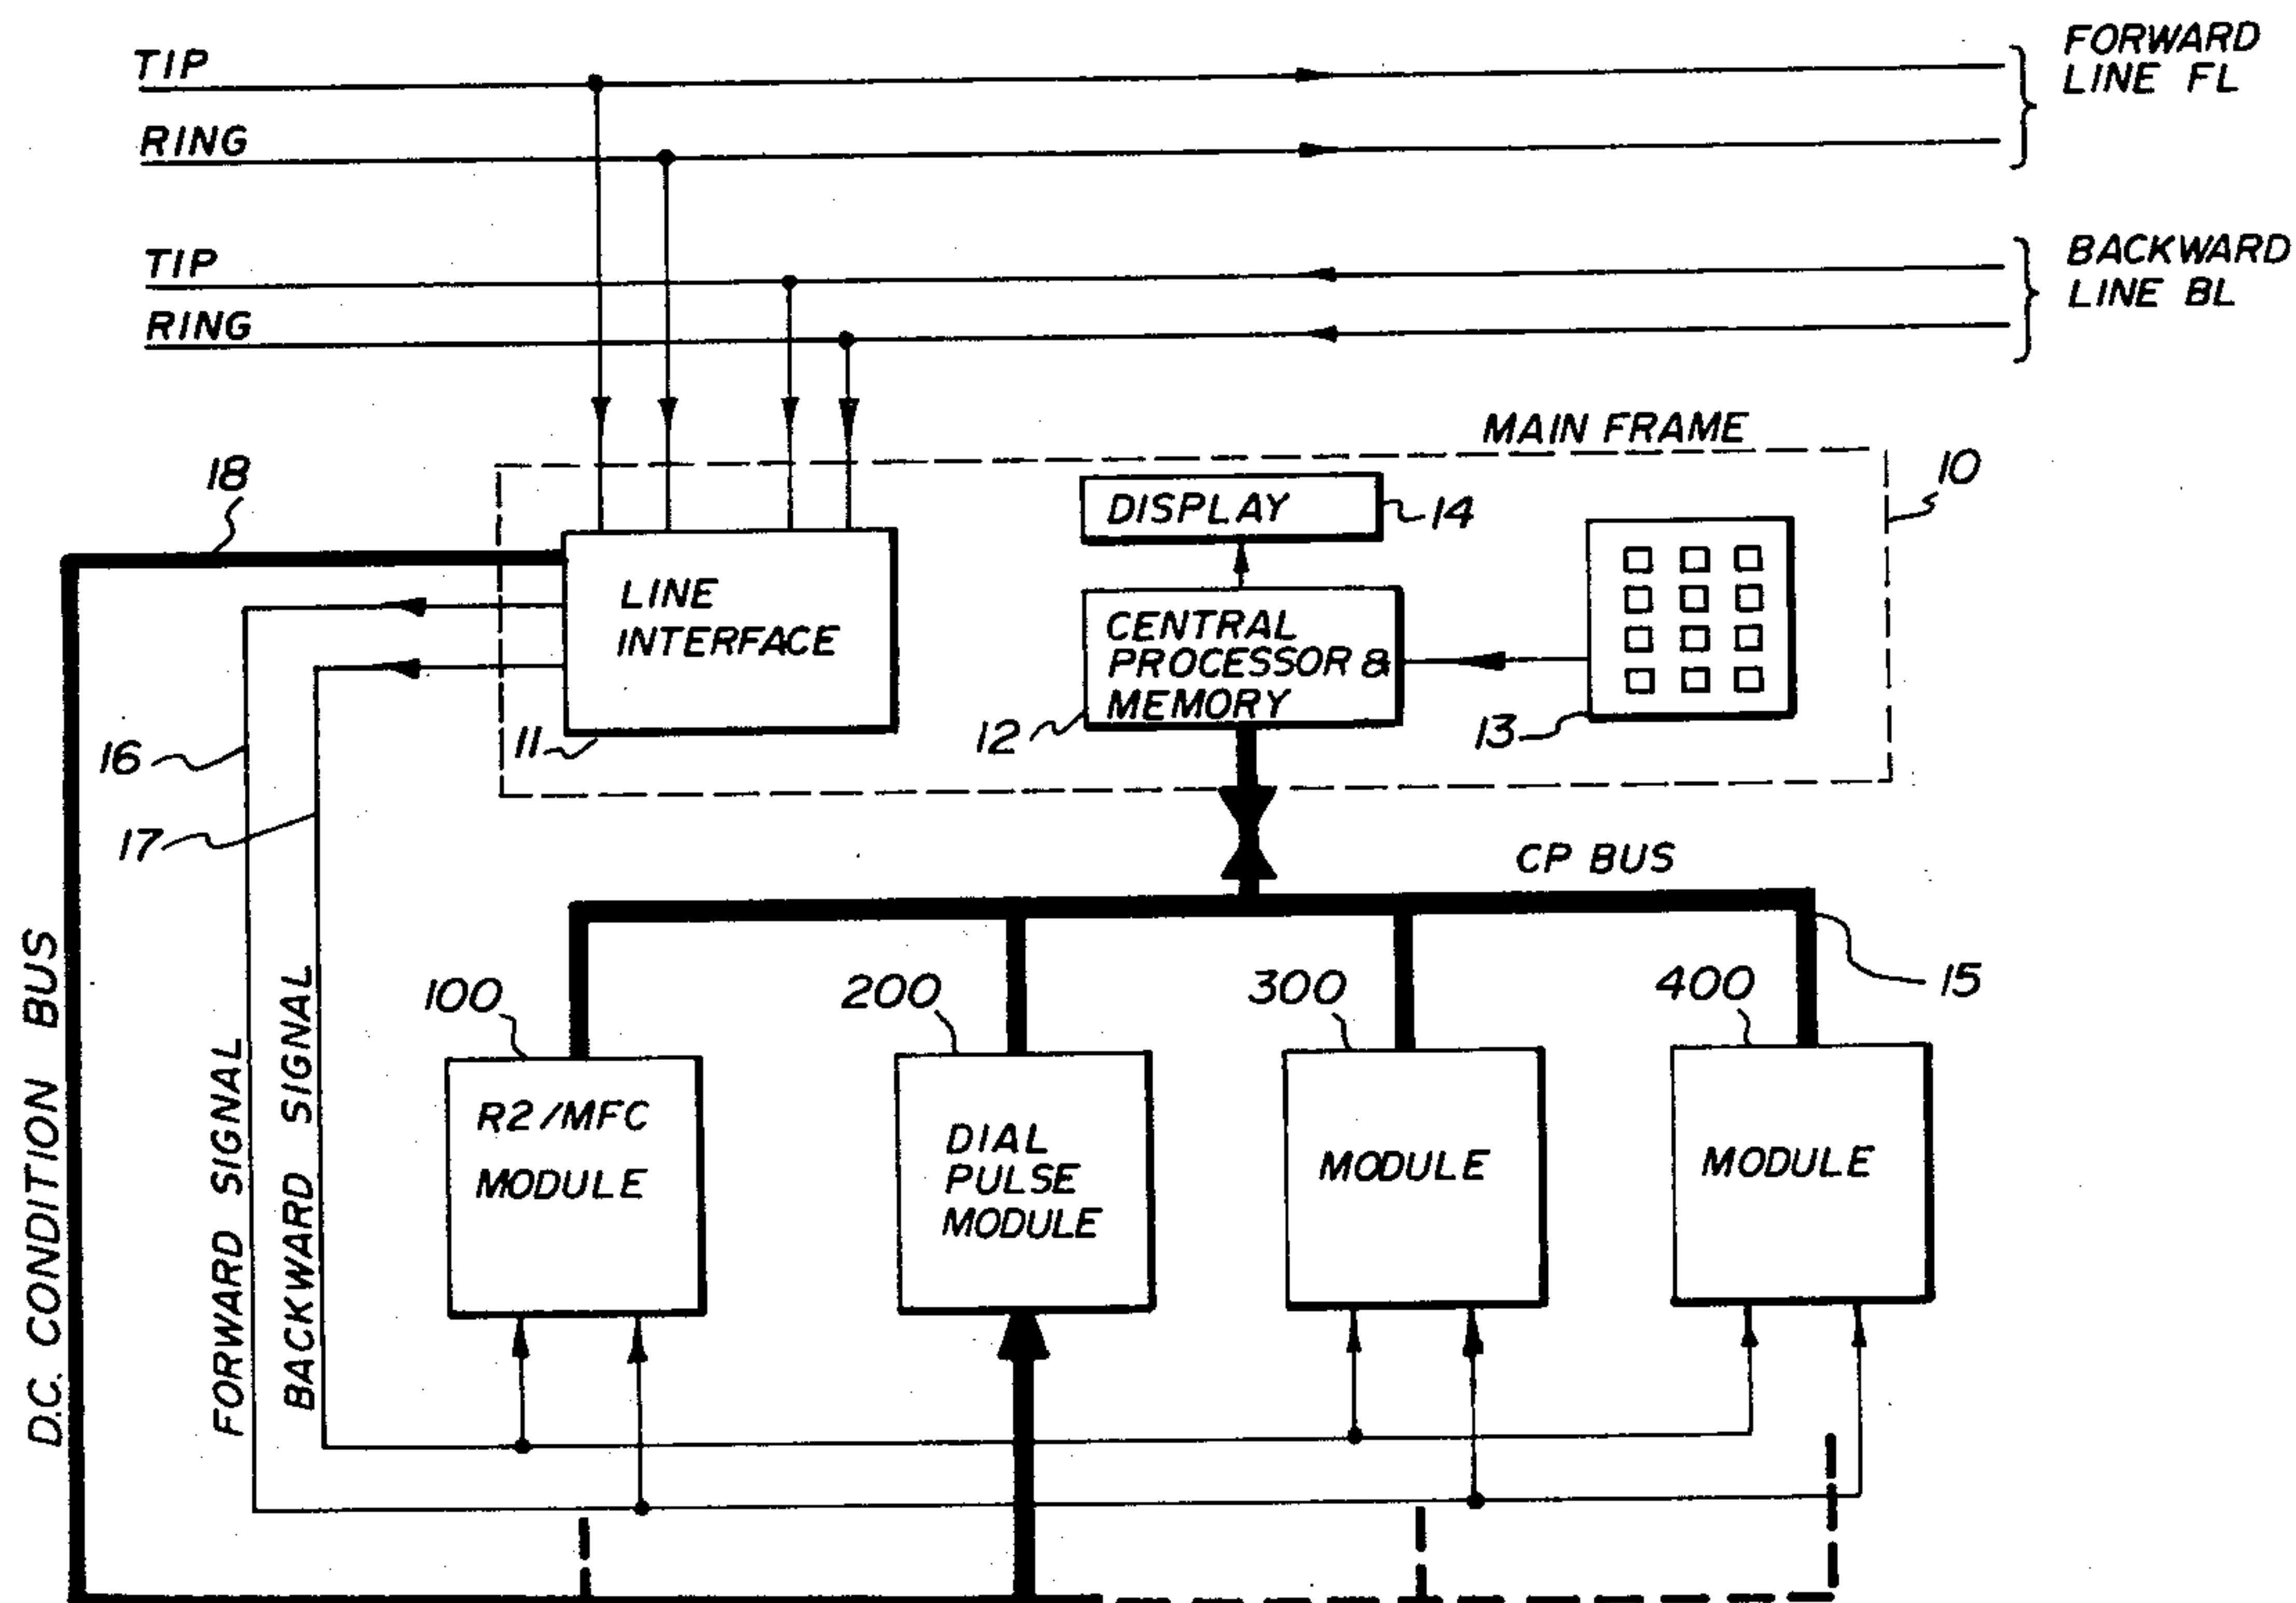 TIP
FORWARD
LINE FL
RING
TIP
BACKWARD
LINE BL
RING
MAIN FRAME
10
18
DISPLAY
14
LINE
INTERFACE
CENTRAL
PROCESSOR &
MEMORY
11
12
13
16
17
CP BUS
15
D.C. CONDITION BUS
FORWARD SIGNAL
BACKWARD SIGNAL
100
200
300
400
R2/MFC
MODULE
DIAL
PULSE
MODULE
MODULE
MODULE